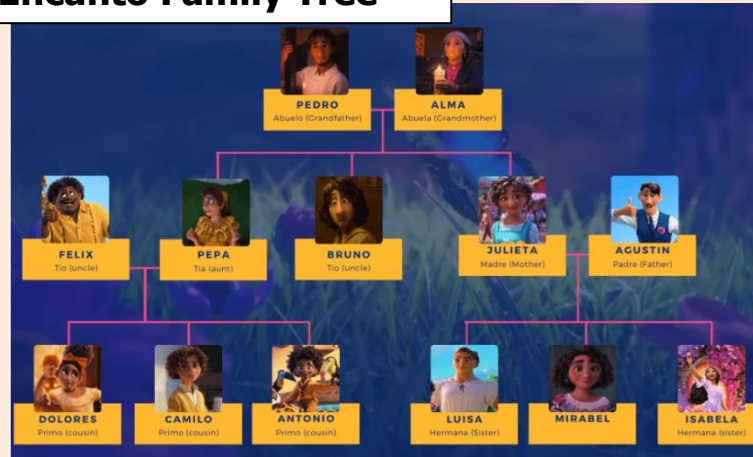 Encanto Family Tree
PEDRO
Abuelo (Grandfather)
ALMA
Abuela (Grandmother)
FELIX
Tio (uncle)
PEPA
Tia (aunt)
BRUNO
Tio (uncle)
JULIETA
Madre (Mother)
AGUSTIN
Padre (Father)
DOLORES
Primo (cousin)
CAMILO
Primo (cousin)
ANTONIO
Primo (cousin)
LUISA
Hermana (Sister)
MIRABEL
ISABELA
Hermana (sister)